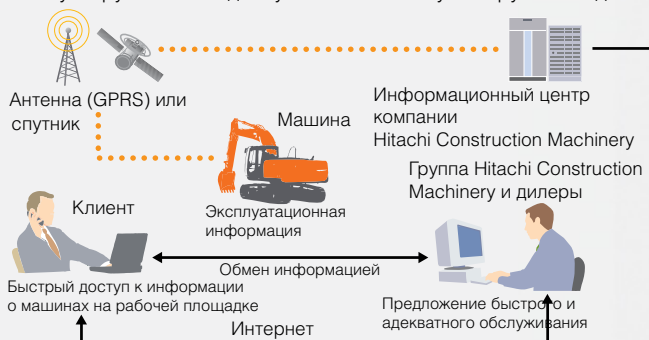 Антенна (GPRS) или
спутник
Машина
Информационный центр
компании
Hitachi Construction Machinery
Группа Hitachi Construction
Machinery и дилеры
Клиент
Эксплуатационная
информация
Обмен информацией
Быстрый доступ к информации
о машинах на рабочей площадке
Предложение быстрого и
адекватного обслуживания
Интернет